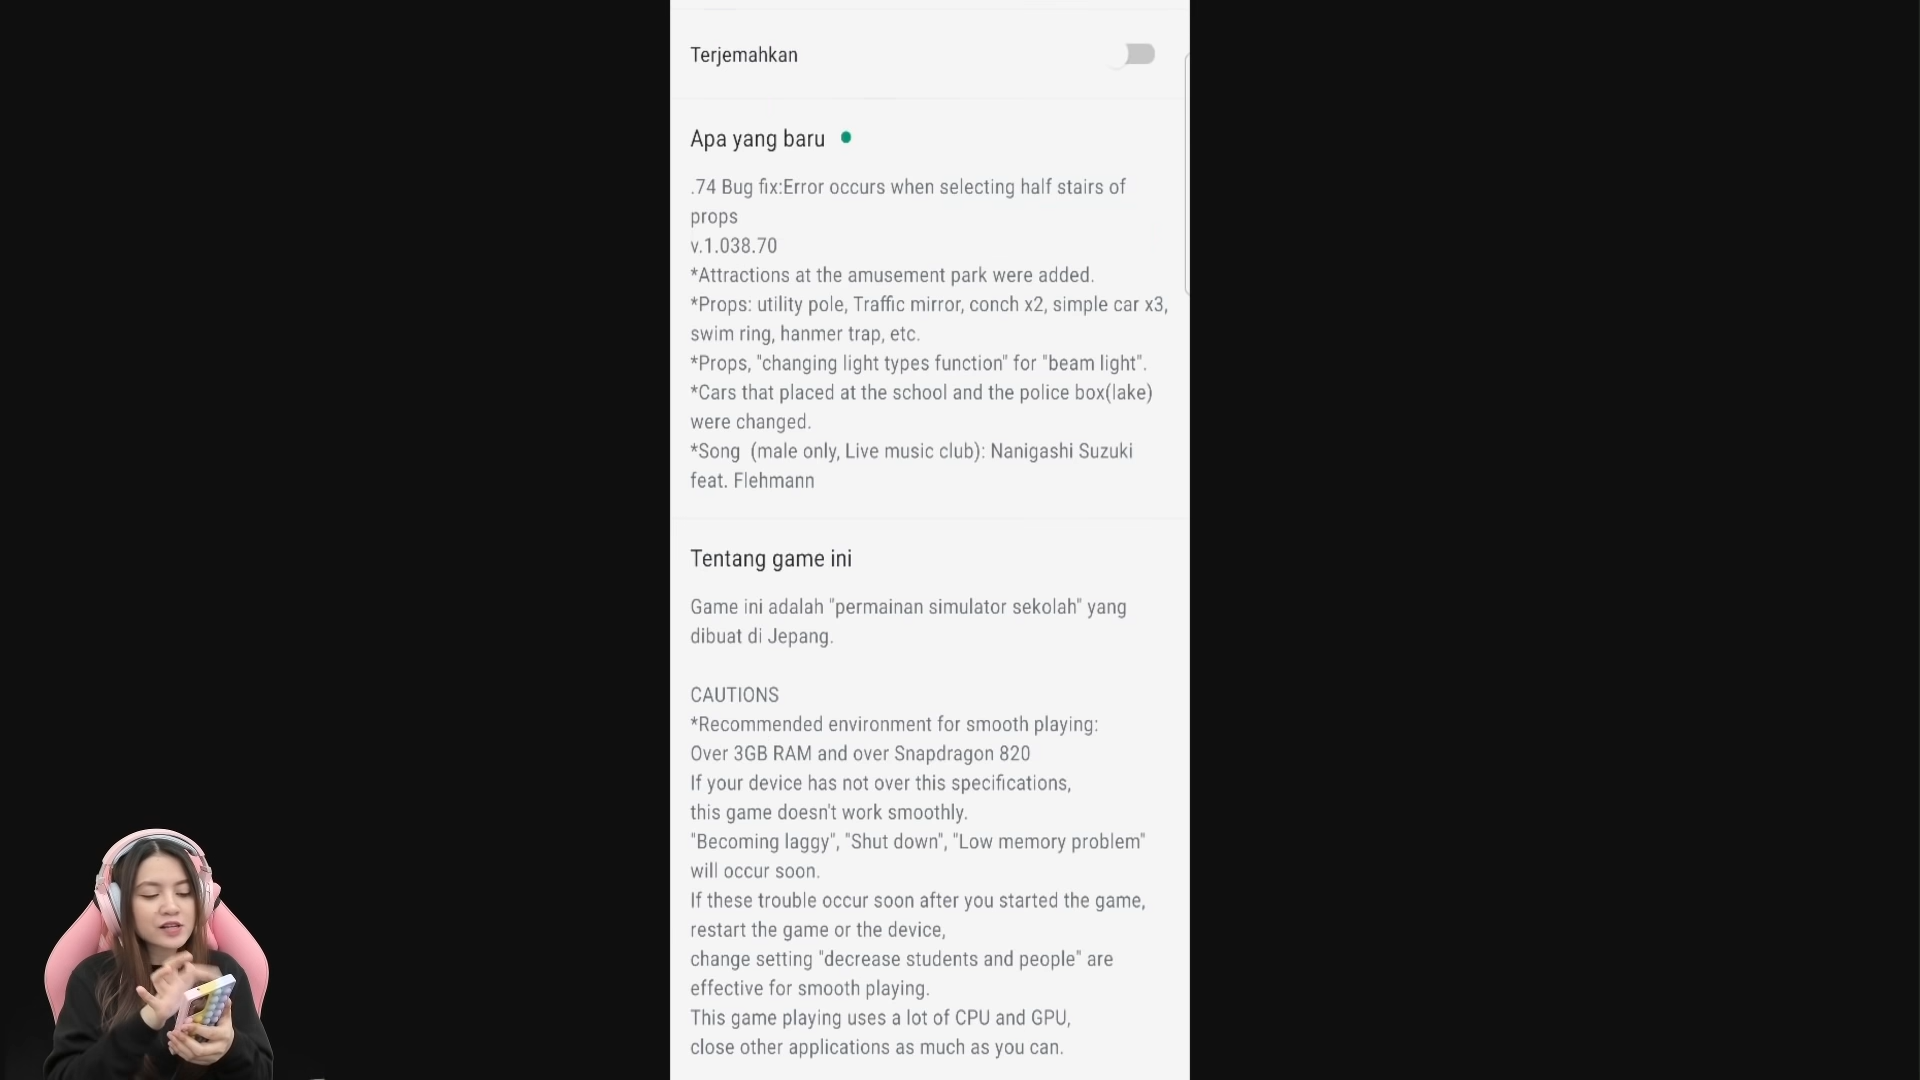 Terjemahkan
Apa yang baru
.74 Bug fix:Error occurs when selecting half stairs of
props
v.1.038.70
*Attractions at the amusement park were added.
*Props: utility pole, Traffic mirror, conch x2, simple car x3,
swim ring, hanmer trap, etc.
*Props, "changing light types function" for "beam light".
*Cars that placed at the school and the police box(lake)
were changed.
*Song (male only, Live music club): Nanigashi Suzuki
feat. Flehmann
Tentang game ini
Game ini adalah "permainan simulator sekolah" yang
dibuat di Jepang.
CAUTIONS
*Recommended environment for smooth playing:
Over 3GB RAM and over Snapdragon 820
If your device has not over this specifications,
this game doesn't work smoothly.
"Becoming laggy", "Shut down", "Low memory problem"
will occur soon.
If these trouble occur soon after you started the game,
restart the game or the device,
change setting "decrease students and people" are
effective for smooth playing.
This game playing uses a lot of CPU and GPU,
close other applications as much as you can.